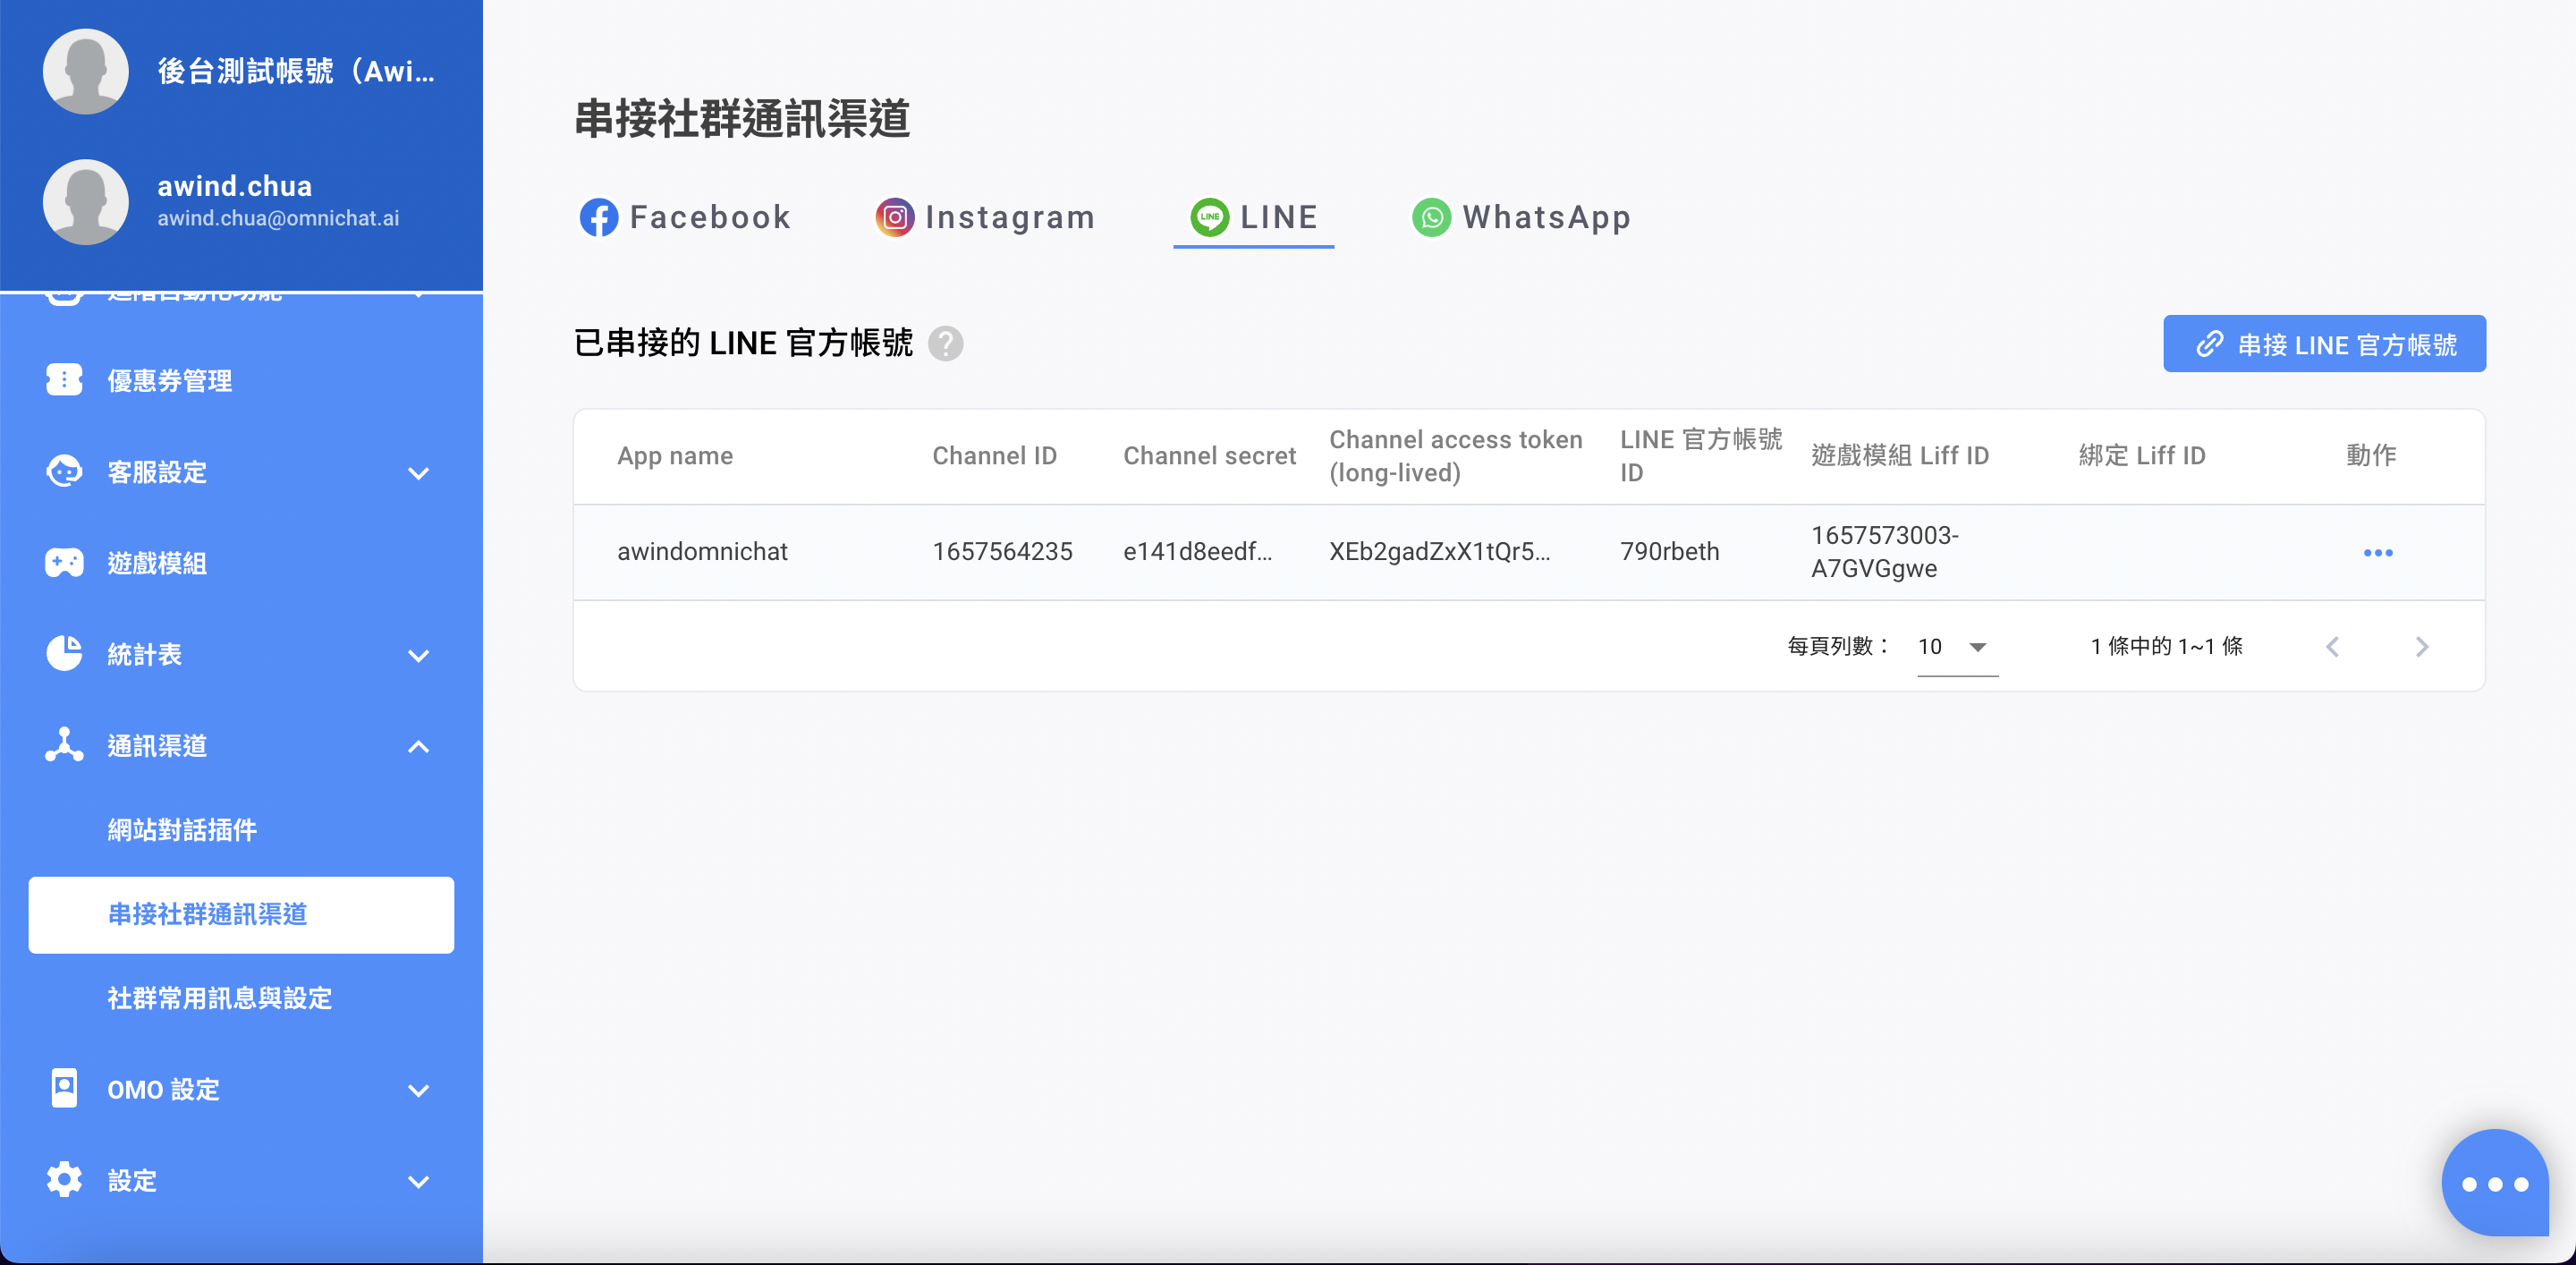 後台測試帳號（Awi...
awind.chua
awind.chua@omnichat.ai
優惠券管理
客服設定
遊戲模組
統計表
通訊渠道
網站對話插件
串接社群通訊渠道
社群常用訊息與設定
OMO 設定
設定
串接社群通訊渠道
Facebook
Instagram
LINE
WhatsApp
已串接的 LINE 官方帳號
串接 LINE 官方帳號
App name
Channel ID
Channel secret
Channel access token
(long-lived)
LINE 官方帳號
ID
遊戲模組 Liff ID
綁定 Liff ID
動作
awindomnichat
1657564235
e141d8eedf...
XEb2gadZxX1tQr5...
790rbeth
1657573003-
A7GVGgwe
每頁列數：
10
1 條中的 1~1 條